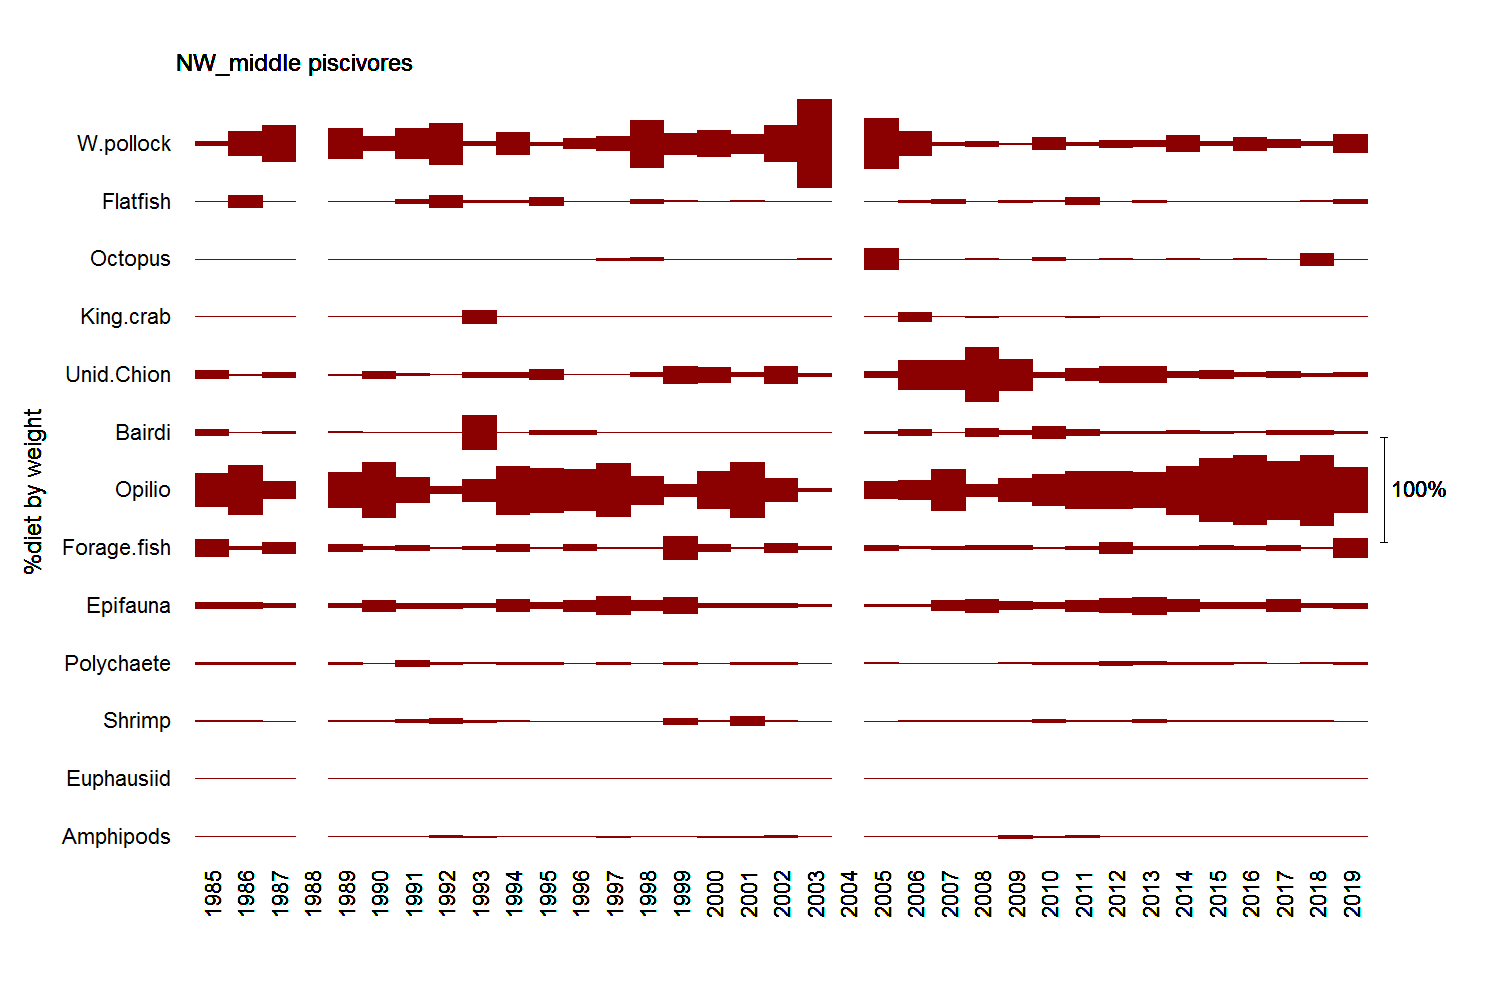 NW_middle piscivores
W.pollock
Flatfish
Octopus
King.crab
Unid.Chion
Bairdi
Opilio
Forage.fish
Epifauna
Polychaete
Shrimp
Euphausiid
Amphipods
%diet by weight
100%
1985
1986
1987
1988
1989
1990
1991
1992
1993
1994
1995
1996
1997
1998
1999
2000
2001
2002
2003
2004
2005
2006
2007
2008
2009
2010
2011
2012
2013
2014
2015
2016
2017
2018
2019